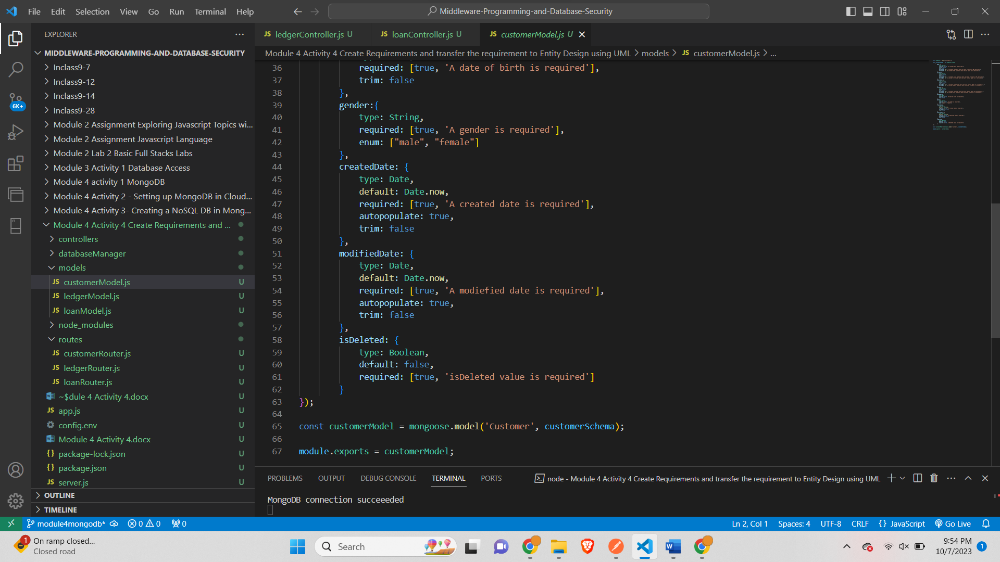 File Edit Selection View Go Run Terminal Help
Middleware-Programming-and-Database-Security
EXPLORER
MIDDLEWARE-PROGRAMMING-AND-DATABASE-SECURITY
Inclass9-7
Inclass9-12
Inclass9-14
Inclass9-28
Module 2 Assignment Exploring Javascript Topics wi...
Module 2 Assignment Javascript Language
Module 2 Lab 2 Basic Full Stacks Labs
Module 3 Activity 1 Database Access
Module 4 activity 1 MongoDB
Module 4 Activity 2 - Setting up MongoDB in Cloud...
Module 4 Activity 3- Creating a NoSQL DB in Mong...
Module 4 Activity 4 Create Requirements and ...
controllers
databaseManager
models
JS customerModel.js U
JS ledgerModel.js U
JS loanModel.js U
node_modules
routes
JS customerRouter.js U
JS ledgerRouter.js U
JS loanRouter.js U
~$dule 4 Activity 4.docx U
JS app.js U
config.env U
Module 4 Activity 4.docx U
{} package-lock.json U
{} package.json U
JS server.js U
OUTLINE
TIMELINE
6K+
JS ledgerController.js U JS loanController.js U JS customerModel.js U
Module 4 Activity 4 Create Requirements and transfer the requirement to Entity Design using UML > models > JS customerModel.js > ...
36 required: [true, 'A date of birth is required'],
37 trim: false
38 },
39 gender:{
40 type: String,
41 required: [true, 'A gender is required'],
42 enum: ["male", "female"]
43 },
44 createdDate: {
45 type: Date,
46 default: Date.now,
47 required: [true, 'A created date is required'],
48 autopopulate: true,
49 trim: false
50 },
51 modifiedDate: {
52 type: Date,
53 default: Date.now,
54 required: [true, 'A modiefied date is required'],
55 autopopulate: true,
56 trim: false
57 },
58 isDeleted: {
59 type: Boolean,
60 default: false,
61 required: [true, 'isDeleted value is required']
62 }
63 });
64
65 const customerModel = mongoose.model('Customer', customerSchema);
66
67 module.exports = customerModel;
PROBLEMS OUTPUT DEBUG CONSOLE TERMINAL PORTS
node - Module 4 Activity 4 Create Requirements and transfer the requirement to Entity Design using UML
MongoDB connection succeeeded
module4mongodb* 0 0 0
Ln 2, Col 1 Spaces: 4 UTF-8 CRLF {} JavaScript Go Live
1 On ramp closed...
Closed road
Search
9:54 PM
10/7/2023
1